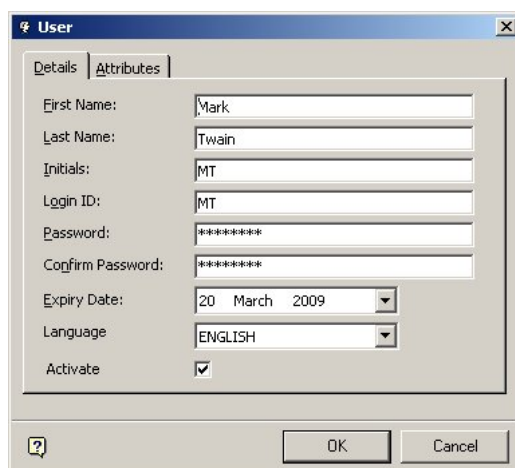 User
Details Attributes
First Name: Mark
Last Name: Twain
Initials: MT
Login ID: MT
Password: ********
Confirm Password: ********
Expiry Date: 20 March 2009
Language ENGLISH
Activate
OK Cancel